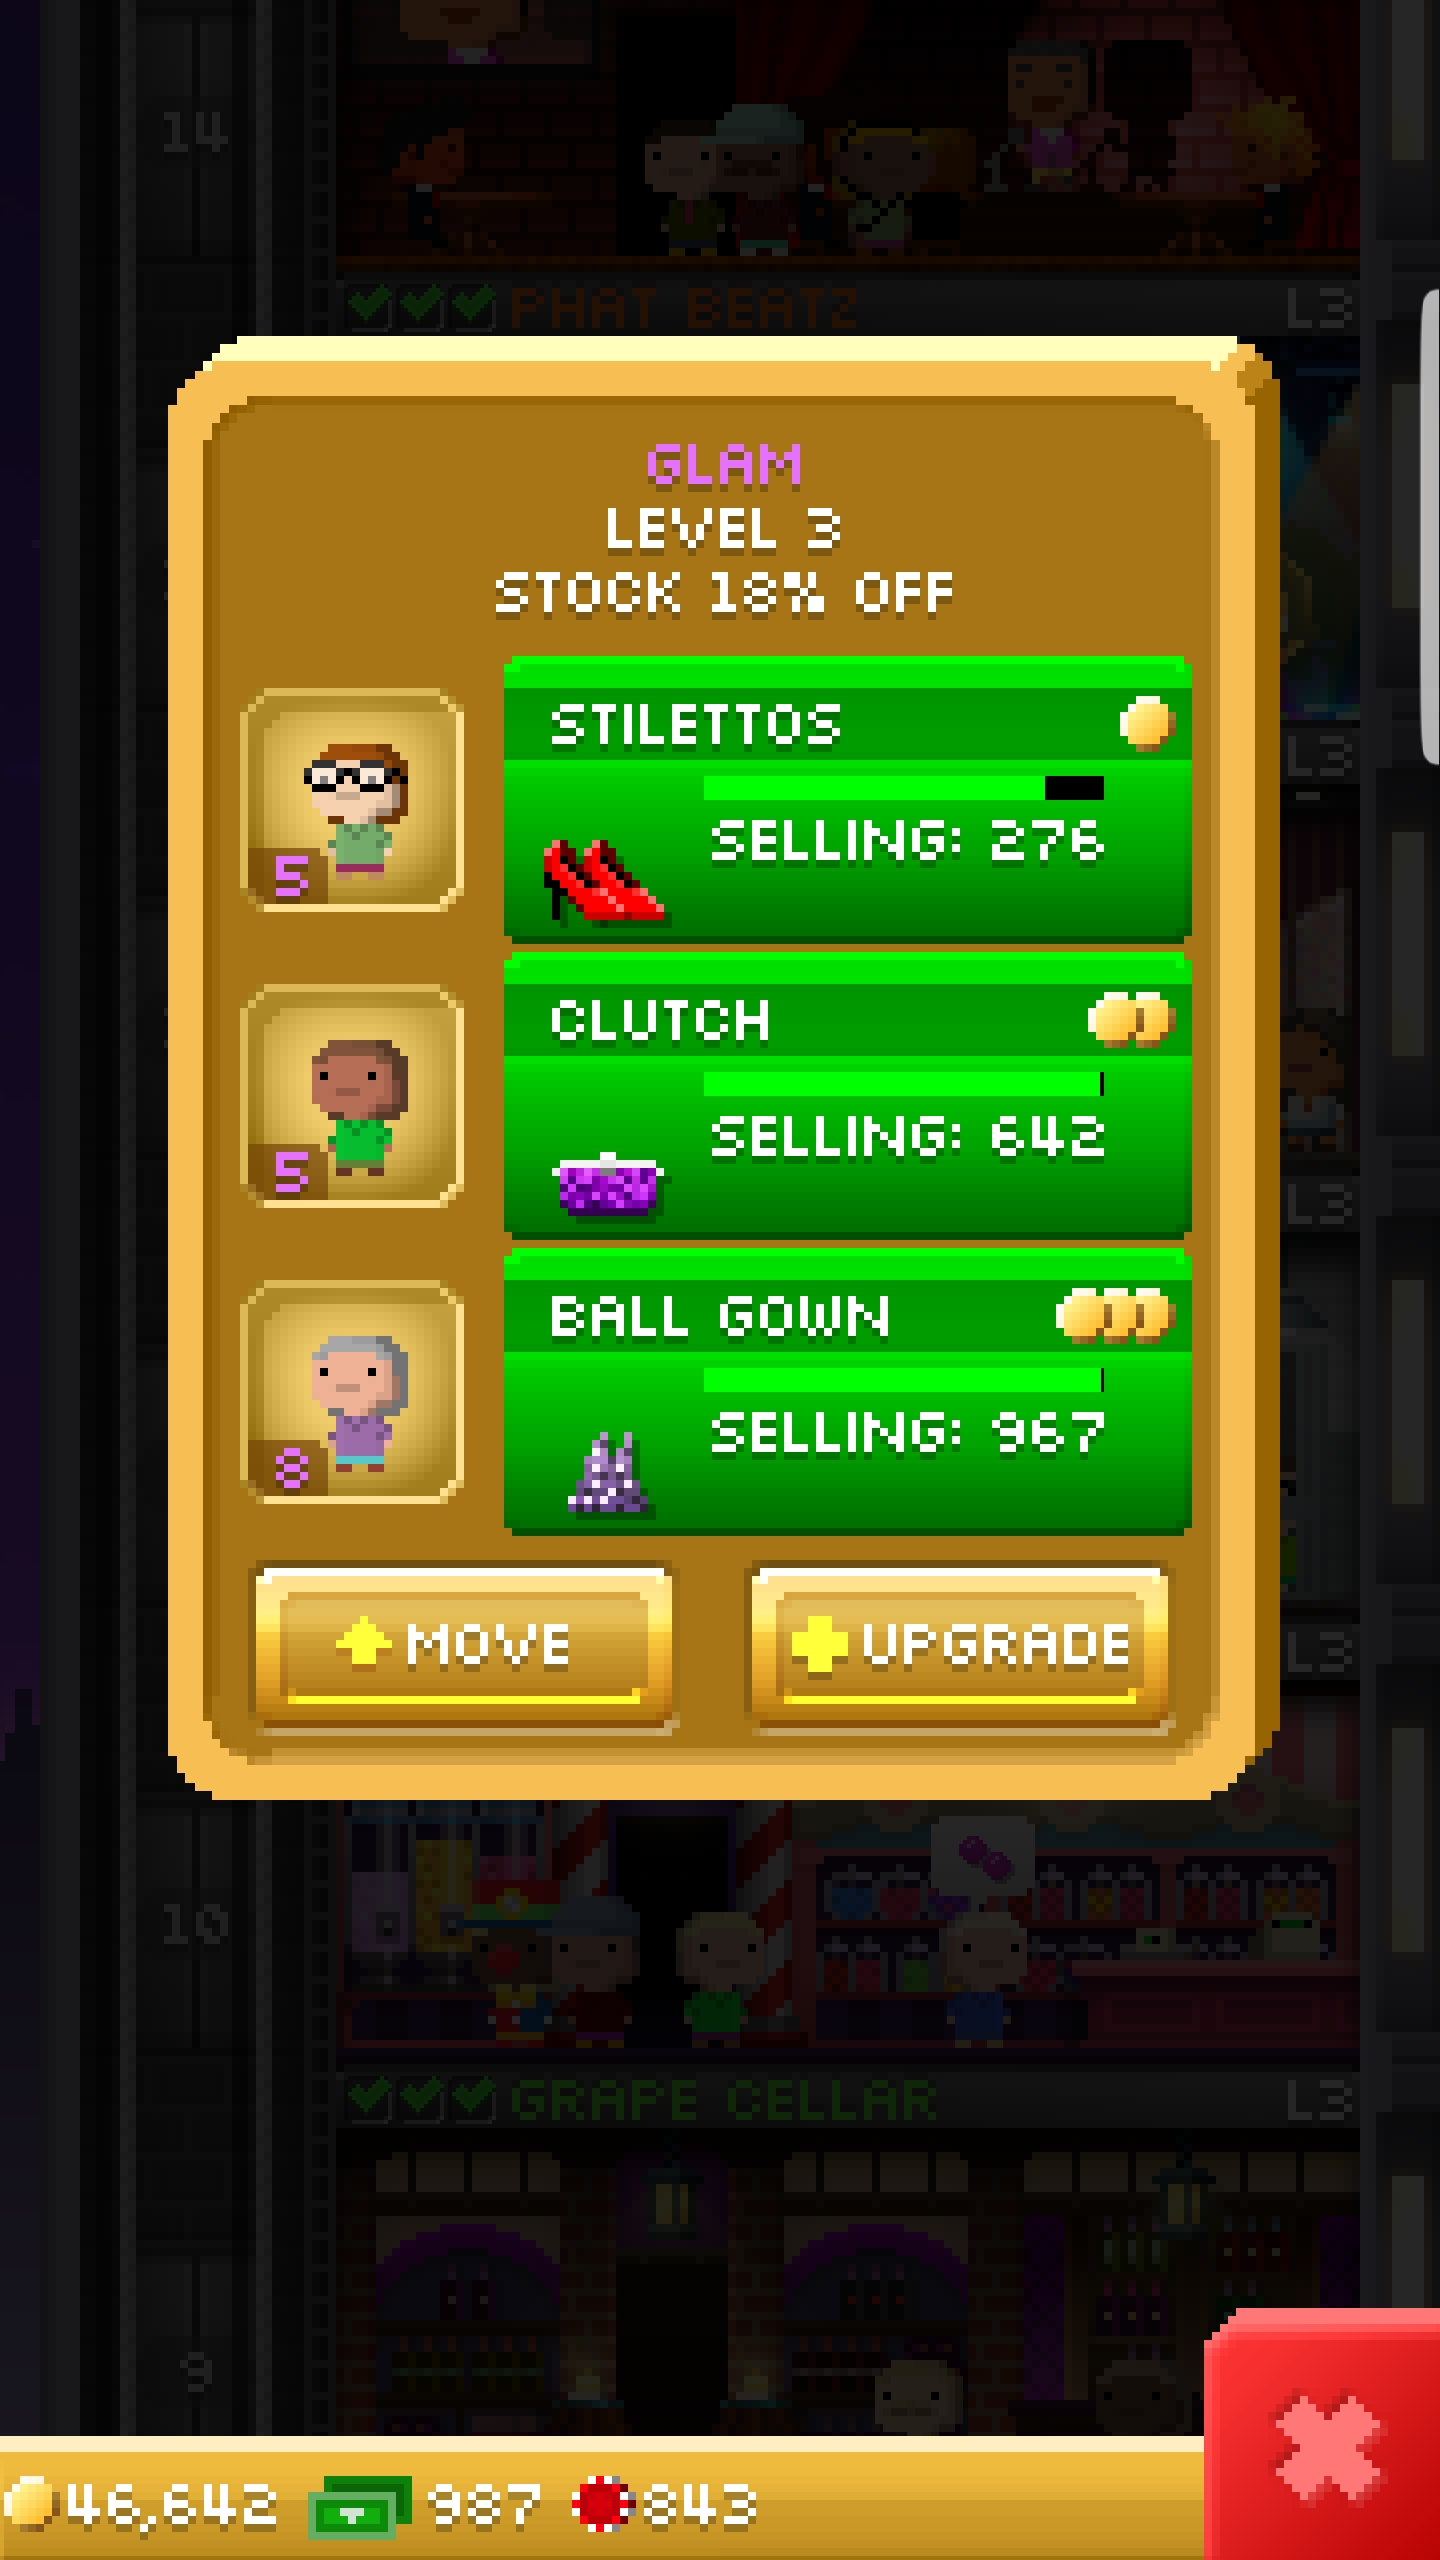 14
PHAT BEATZ L3
GLAM
LEVEL 3
STOCK 18% OFF
STILETTOS
SELLING: 276
5
L3
CLUTCH
SELLING: 642
5
L3
BALL GOWN
SELLING: 967
8
MOVE UPGRADE
L3
10
GRAPE CELLAR L3
9
46,642 987 843